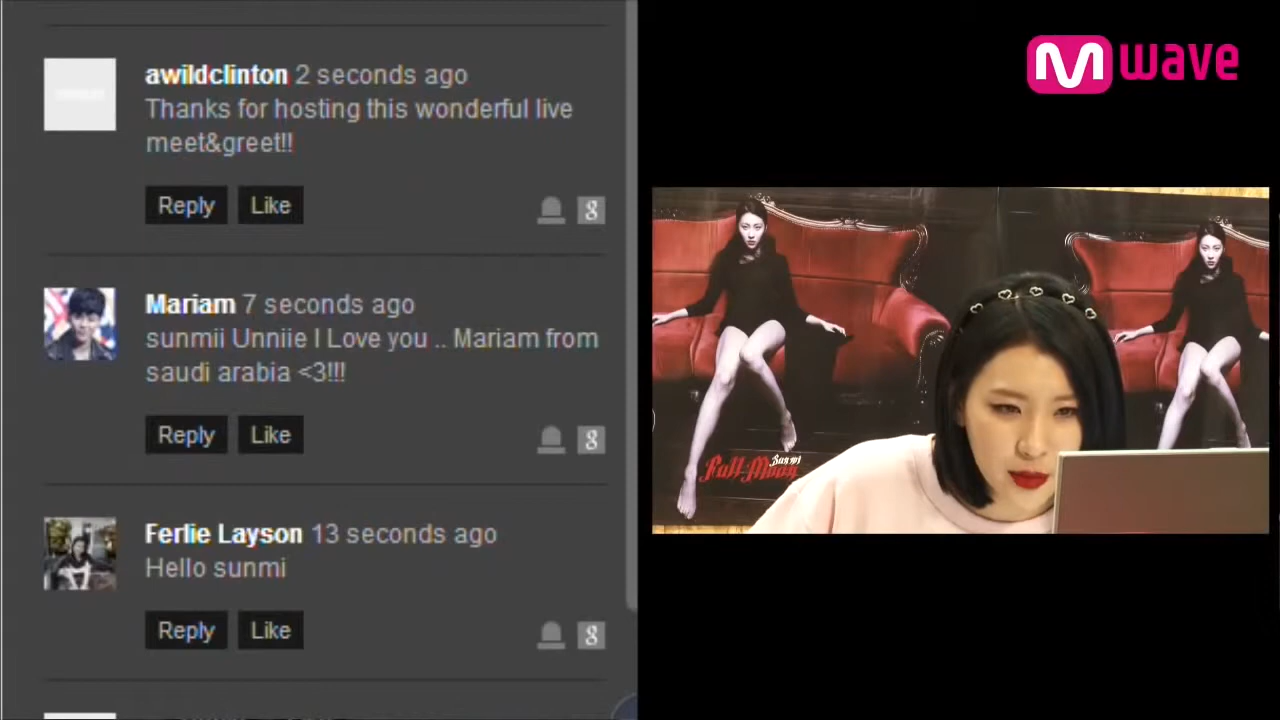 awildclinton 2 seconds ago
Thanks for hosting this wonderful live
meet&greet!!
Reply Like
g
Mariam 7 seconds ago
sunmii Unniie I Love you .. Mariam from
saudi arabia <3!!!
Reply Like
g
Ferlie Layson 13 seconds ago
Hello sunmi
Reply Like
g
M wave
Sunmi
Full Moon